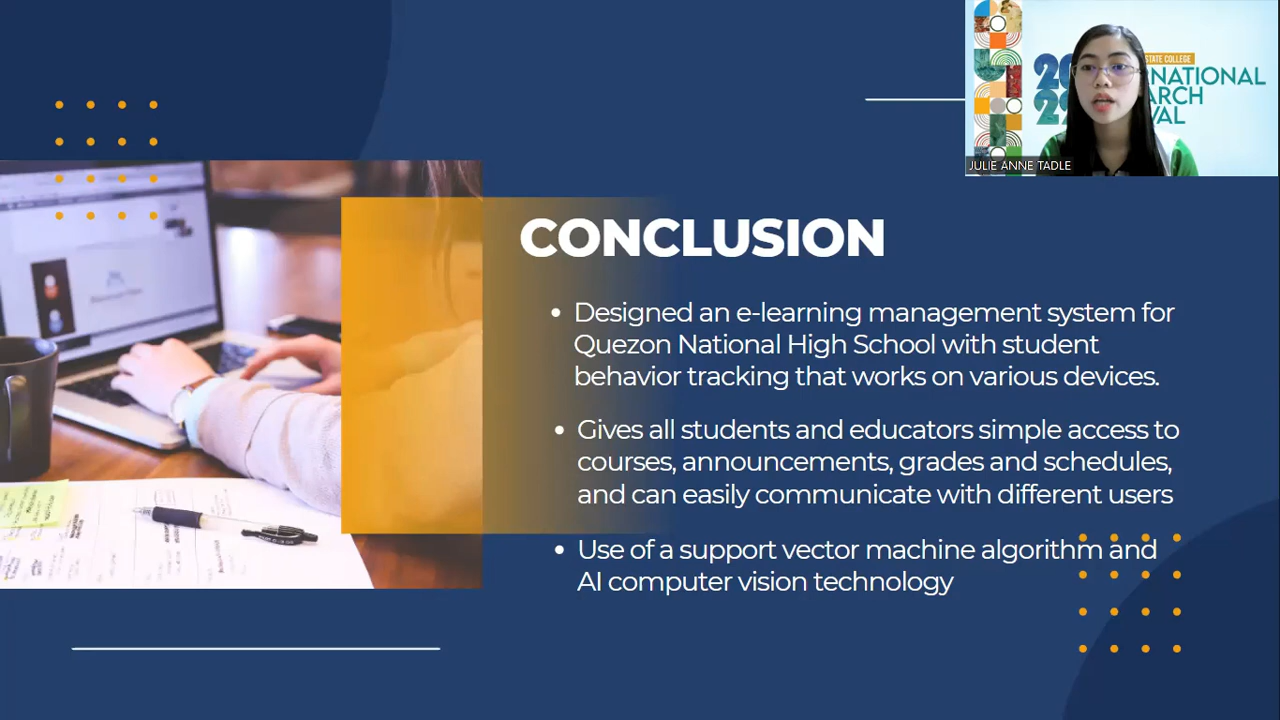 STATE COLLEGE
20
NATIONAL
ARCH
VAL
JULIE ANNE TADLE
CONCLUSION
• Designed an e-learning management system for
Quezon National High School with student
behavior tracking that works on various devices.
• Gives all students and educators simple access to
courses, announcements, grades and schedules,
and can easily communicate with different users
• Use of a support vector machine algorithm and
AI computer vision technology